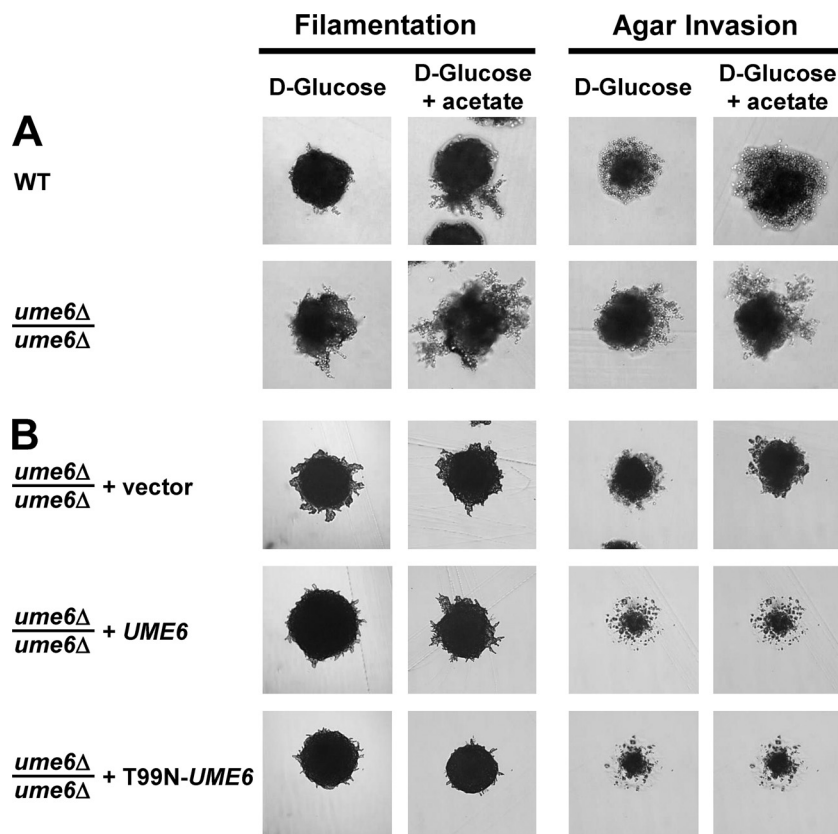 Filamentation Agar Invasion
D-Glucose D-Glucose + acetate D-Glucose D-Glucose + acetate
A
WT
ume6Δ
ume6Δ
B
ume6Δ
ume6Δ + vector
ume6Δ
ume6Δ + UME6
ume6Δ
ume6Δ + T99N-UME6